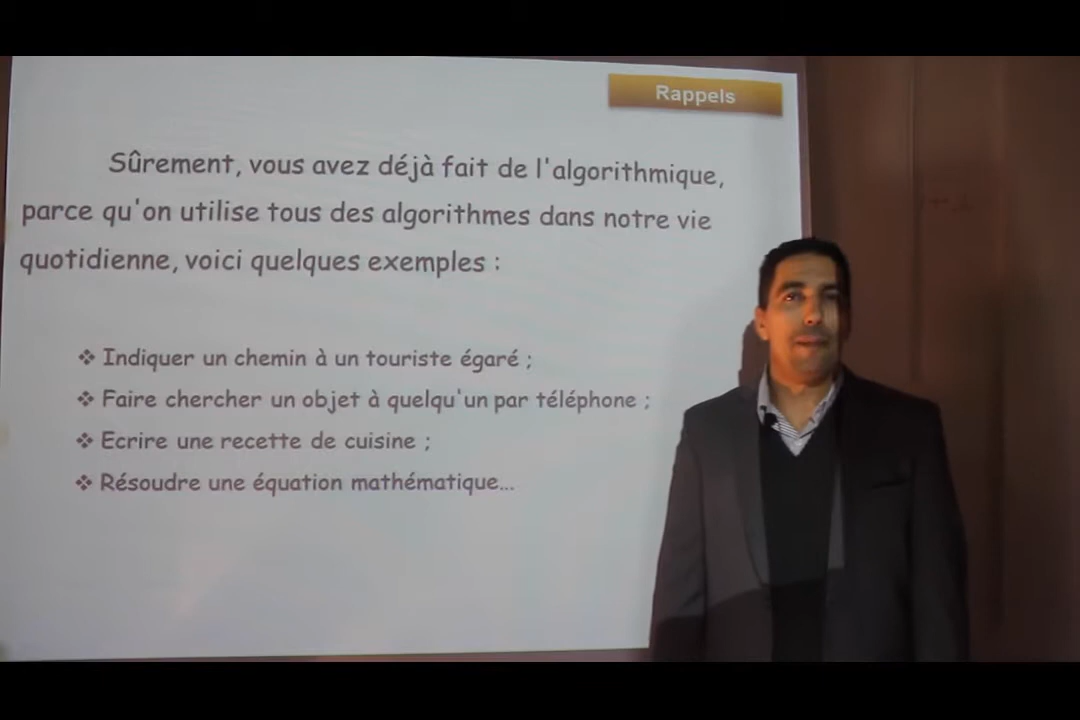 Rappels
Sûrement, vous avez déjà fait de l'algorithmique,
parce qu'on utilise tous des algorithmes dans notre vie
quotidienne, voici quelques exemples :
❖ Indiquer un chemin à un touriste égaré ;
❖ Faire chercher un objet à quelqu'un par téléphone ;
❖ Ecrire une recette de cuisine ;
❖ Résoudre une équation mathématique...